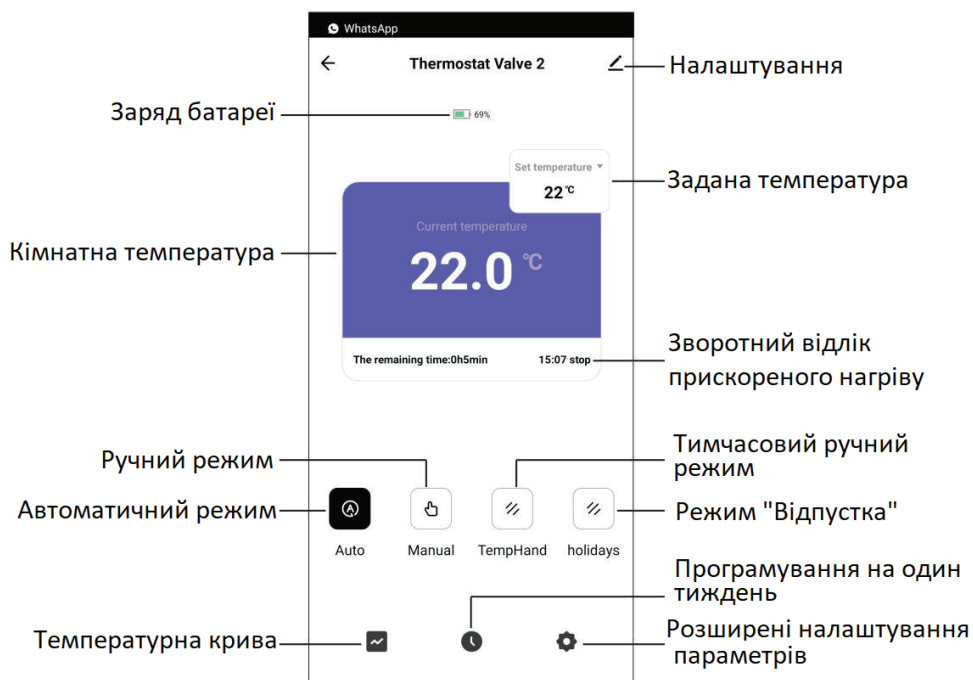 WhatsApp
Thermostat Valve 2
Налаштування
Заряд батареї
69%
Set temperature
22 °C
Задана температура
Current temperature
22.0 °C
Кімнатна температура
The remaining time:0h5min
15:07 stop
Зворотний відлік
прискореного нагріву
Ручний режим
Тимчасовий ручний
режим
Автоматичний режим
Режим "Відпустка"
Auto
Manual
TempHand
holidays
Програмування на один
тиждень
Температурна крива
Розширені налаштування
параметрів